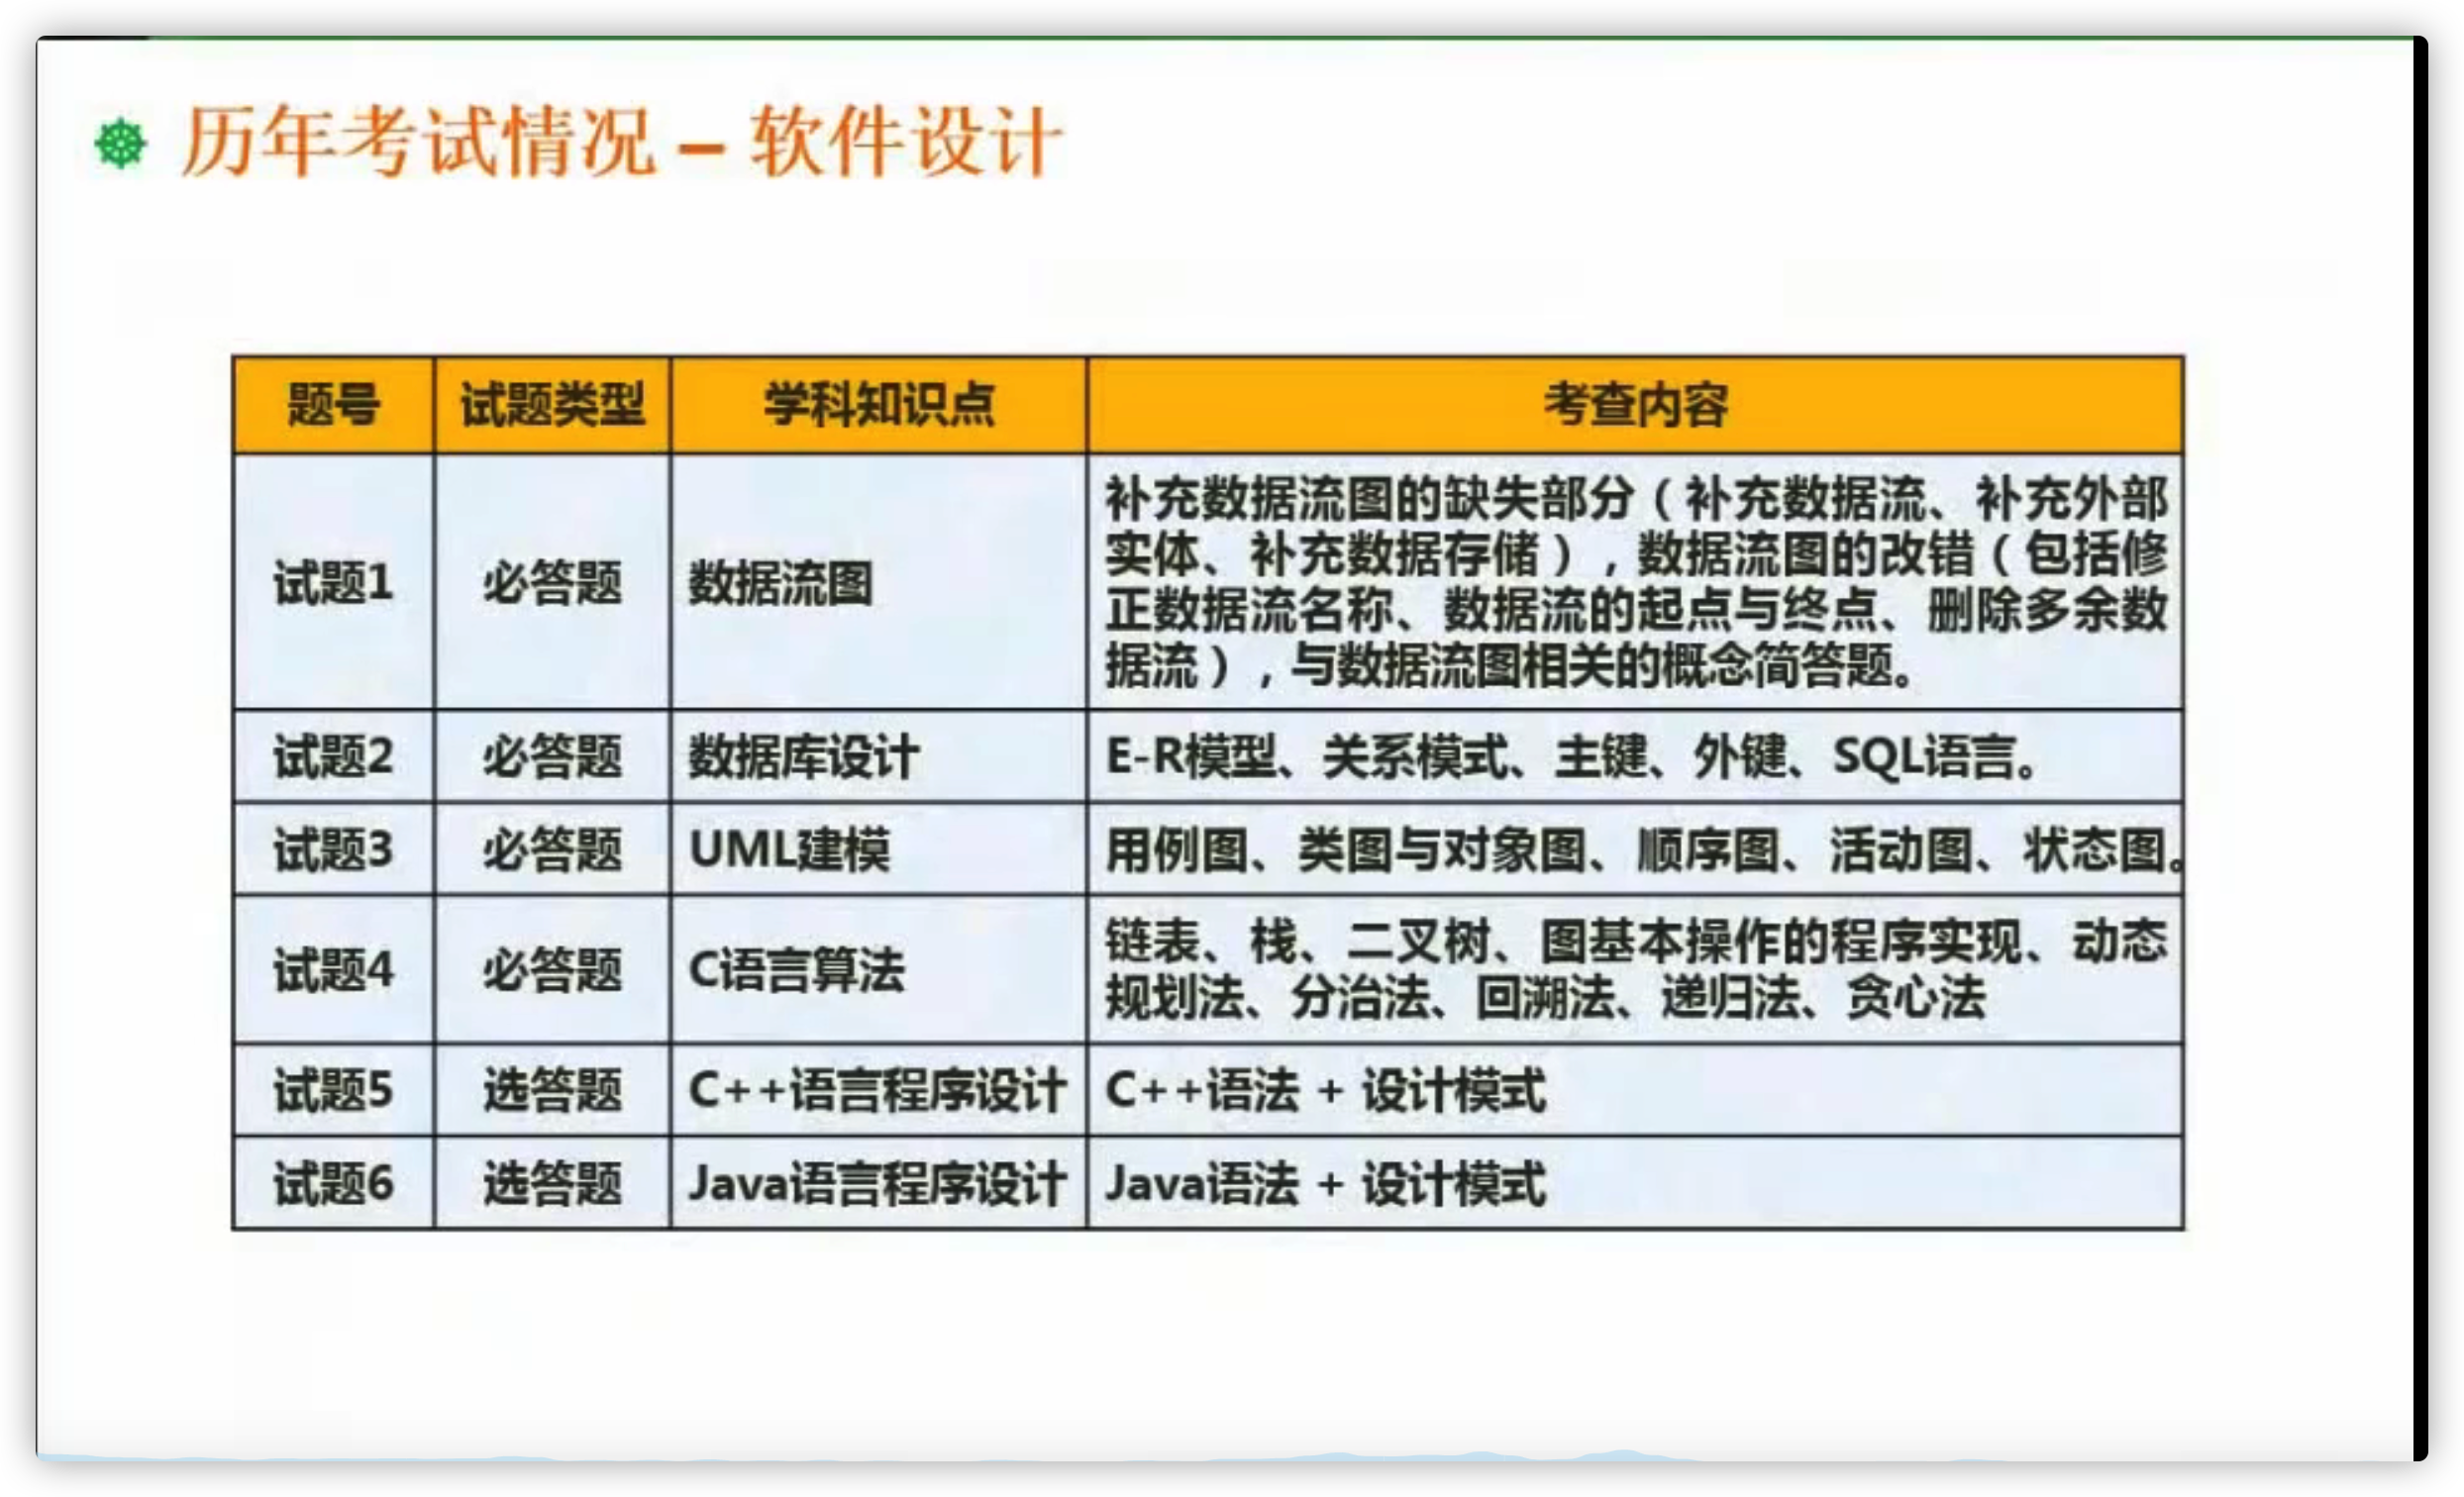 历年考试情况 – 软件设计
题号 试题类型 学科知识点 考查内容
试题1 必答题 数据流图
补充数据流图的缺失部分（补充数据流、补充外部
实体、补充数据存储），数据流图的改错（包括修
正数据流名称、数据流的起点与终点、删除多余数
据流），与数据流图相关的概念简答题。
试题2 必答题 数据库设计 E-R模型、关系模式、主键、外键、SQL语言。
试题3 必答题 UML建模 用例图、类图与对象图、顺序图、活动图、状态图。
试题4 必答题 C语言算法
链表、栈、二叉树、图基本操作的程序实现、动态
规划法、分治法、回溯法、递归法、贪心法
试题5 选答题 C++语言程序设计 C++语法 + 设计模式
试题6 选答题 Java语言程序设计 Java语法 + 设计模式